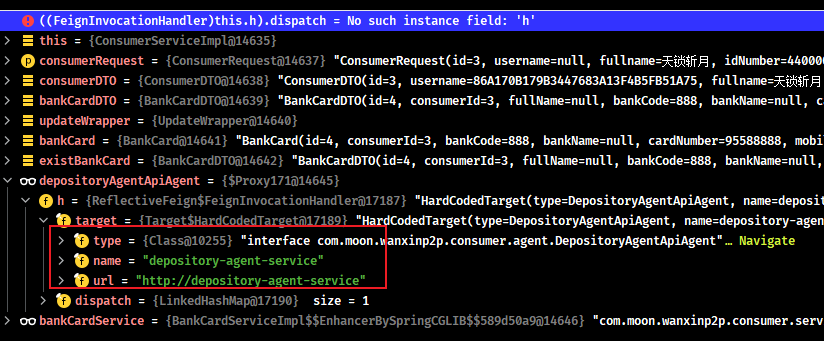 ((FeignInvocationHandler)this.h).dispatch = No such instance field: 'h'
this = {ConsumerServiceImpl@14635}
consumerRequest = {ConsumerRequest@14637} "ConsumerRequest(id=3, username=null, fullname=天锁斩月, idNumber=44000
consumerDTO = {ConsumerDTO@14638} "ConsumerDTO(id=3, username=86A170B179B3447683A13F4B5FB51A75, fullname=天锁斩月
bankCardDTO = {BankCardDTO@14639} "BankCardDTO(id=4, consumerId=3, fullName=null, bankCode=888, bankName=null, ca
updateWrapper = {UpdateWrapper@14640}
bankCard = {BankCard@14641} "BankCard(id=4, consumerId=3, bankCode=888, bankName=null, cardNumber=95588888, mobi
existBankCard = {BankCardDTO@14642} "BankCardDTO(id=4, consumerId=3, fullName=null, bankCode=888, bankName=null,
depositoryAgentApiAgent = {$Proxy171@14645}
h = {ReflectiveFeign$FeignInvocationHandler@17187} "HardCodedTarget(type=DepositoryAgentApiAgent, name=depository-ag
target = {Target$HardCodedTarget@17189} "HardCodedTarget(type=DepositoryAgentApiAgent, name=depository-agen
type = {Class@10255} "interface com.moon.wanxinp2p.consumer.agent.DepositoryAgentApiAgent"… Navigate
name = "depository-agent-service"
url = "http://depository-agent-service"
dispatch = {LinkedHashMap@17190} size = 1
bankCardService = {BankCardServiceImpl$$EnhancerBySpringCGLIB$$589d50a9@14646} "com.moon.wanxinp2p.consumer.serv